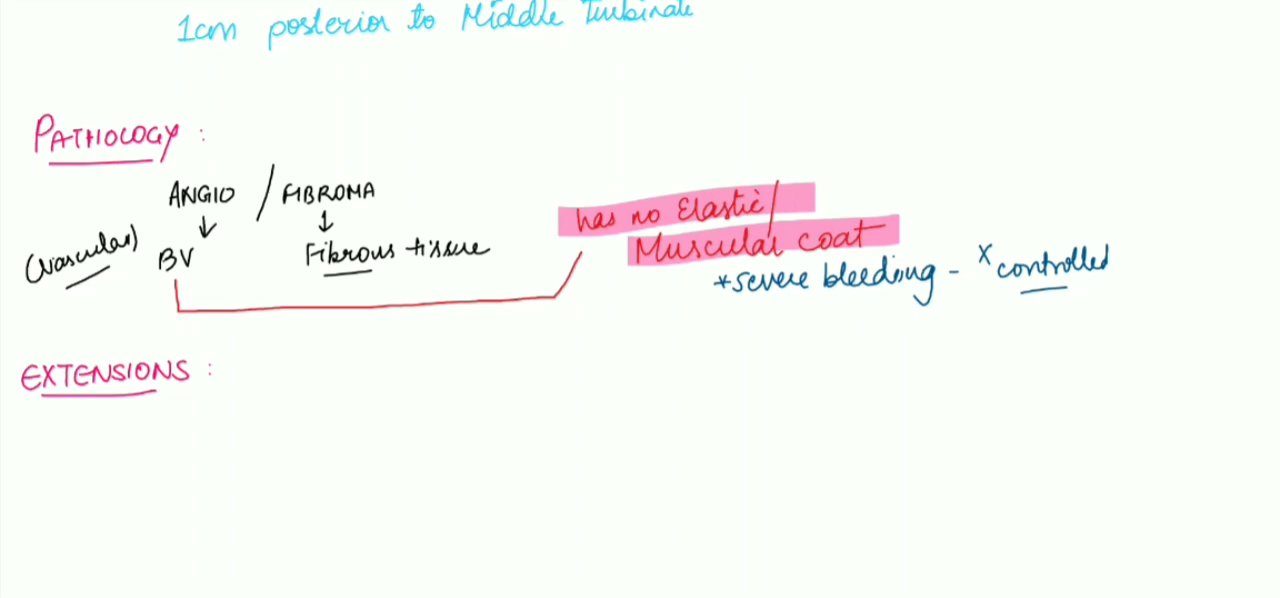 1cm posterior to Middle Turbinate
PATHOLOGY :
ANGIO / FIBROMA
(vascular) BV Fibrous tissue
has no Elastic/
Muscular coat
*severe bleeding - x controlled
EXTENSIONS :